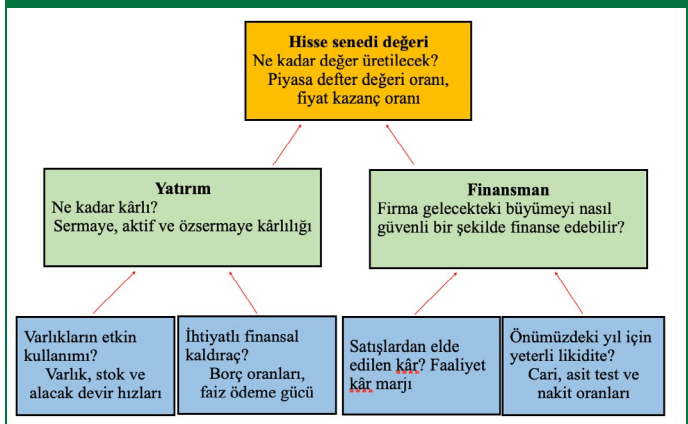 Hisse senedi değeri
Ne kadar değer üretilecek?
Piyasa defter değeri oranı,
fiyat kazanç oranı
Yatırım
Ne kadar kârlı?
Sermaye, aktif ve özsermaye kârlılığı
Finansman
Firma gelecekteki büyümeyi nasıl
güvenli bir şekilde finanse edebilir?
Varlıkların etkin
kullanımı?
Varlık, stok ve
alacak devir hızları
İhtiyatlı finansal
kaldıraç?
Borç oranları,
faiz ödeme gücü
Satışlardan elde
edilen kâr? Faaliyet
kâr marjı
Önümüzdeki yıl için
yeterli likidite?
Cari, asit test ve
nakit oranları